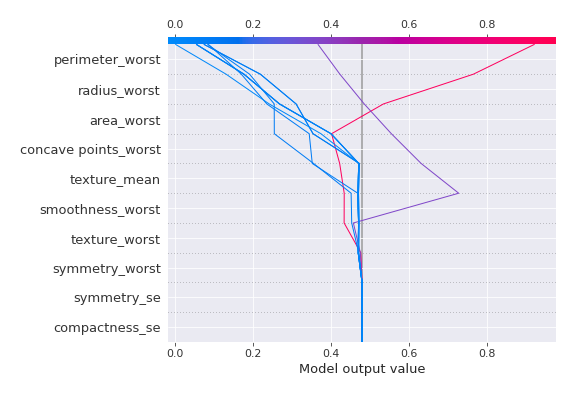 0.0 0.2 0.4 0.6 0.8
perimeter_worst
radius_worst
area_worst
concave points_worst
texture_mean
smoothness_worst
texture_worst
symmetry_worst
symmetry_se
compactness_se
0.0 0.2 0.4 0.6 0.8
Model output value